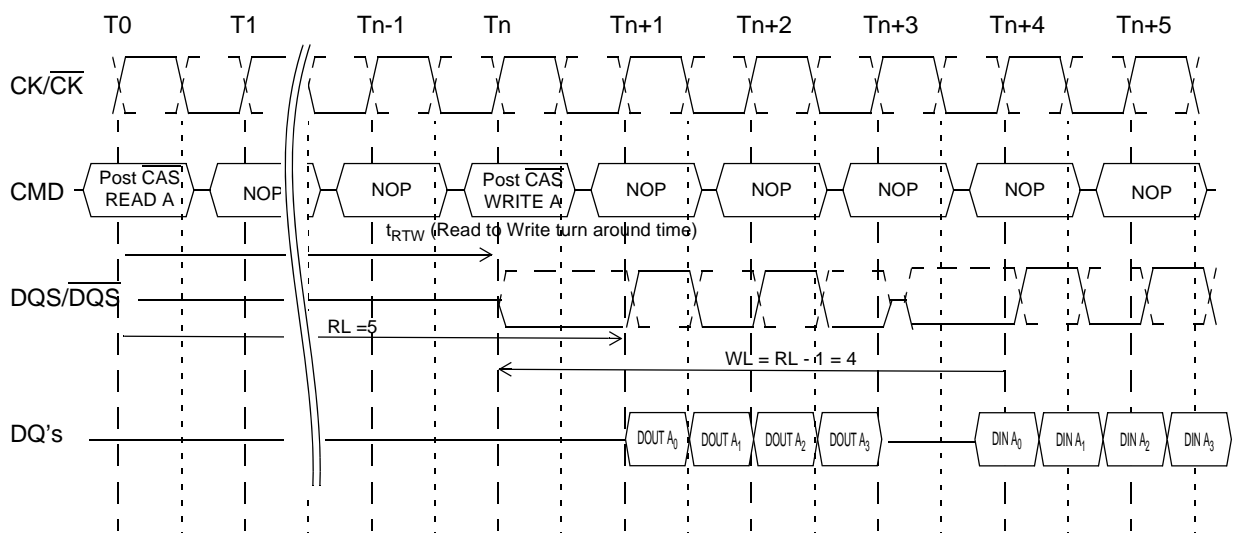 T0 T1 Tn-1 Tn Tn+1 Tn+2 Tn+3 Tn+4 Tn+5
CK/CK
CMD
Post CAS
READ A
NOP
NOP
Post CAS
WRITE A
NOP
NOP
NOP
NOP
NOP
tRTW (Read to Write turn around time)
DQS/DQS
RL =5
WL = RL - 1 = 4
DQ's
DOUT A0 DOUT A1 DOUT A2 DOUT A3 DIN A0 DIN A1 DIN A2 DIN A3